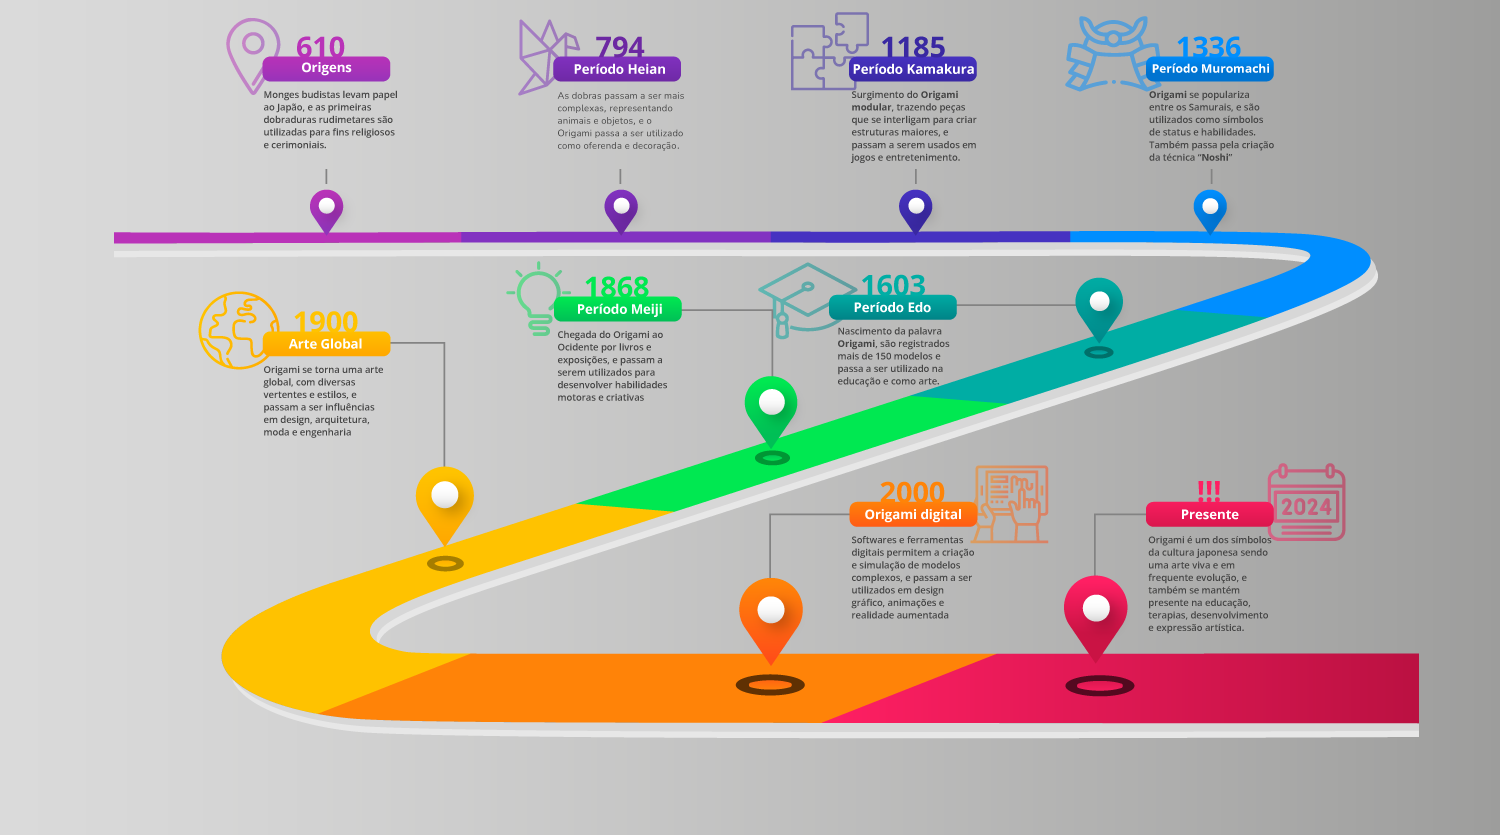 610
Origens
Monges budistas levam papel
ao Japão, e as primeiras
dobraduras rudimetares são
utilizadas para fins religiosos
e cerimoniais.
794
Período Heian
As dobras passam a ser mais
complexas, representando
animais e objetos, e o
Origami passa a ser utilizado
como oferenda e decoração.
1185
Período Kamakura
Surgimento do Origami
modular, trazendo peças
que se interligam para criar
estruturas maiores, e
passam a serem usados em
jogos e entretenimento.
1336
Período Muromachi
Origami se populariza
entre os Samurais, e são
utilizados como símbolos
de status e habilidades.
Também passa pela criação
da técnica “Noshi”
1603
Período Edo
Nascimento da palavra
Origami, são registrados
mais de 150 modelos e
passa a ser utilizado na
educação e como arte.
1868
Período Meiji
Chegada do Origami ao
Ocidente por livros e
exposições, e passam a
serem utilizados para
desenvolver habilidades
motoras e criativas
1900
Arte Global
Origami se torna uma arte
global, com diversas
vertentes e estilos, e
passam a ser influências
em design, arquitetura,
moda e engenharia
2000
Origami digital
Softwares e ferramentas
digitais permitem a criação
e simulação de modelos
complexos, e passam a ser
utilizados em design
gráfico, animações e
realidade aumentada
!!!
Presente
2024
Origami é um dos símbolos
da cultura japonesa sendo
uma arte viva e em
frequente evolução, e
também se mantém
presente na educação,
terapias, desenvolvimento
e expressão artística.